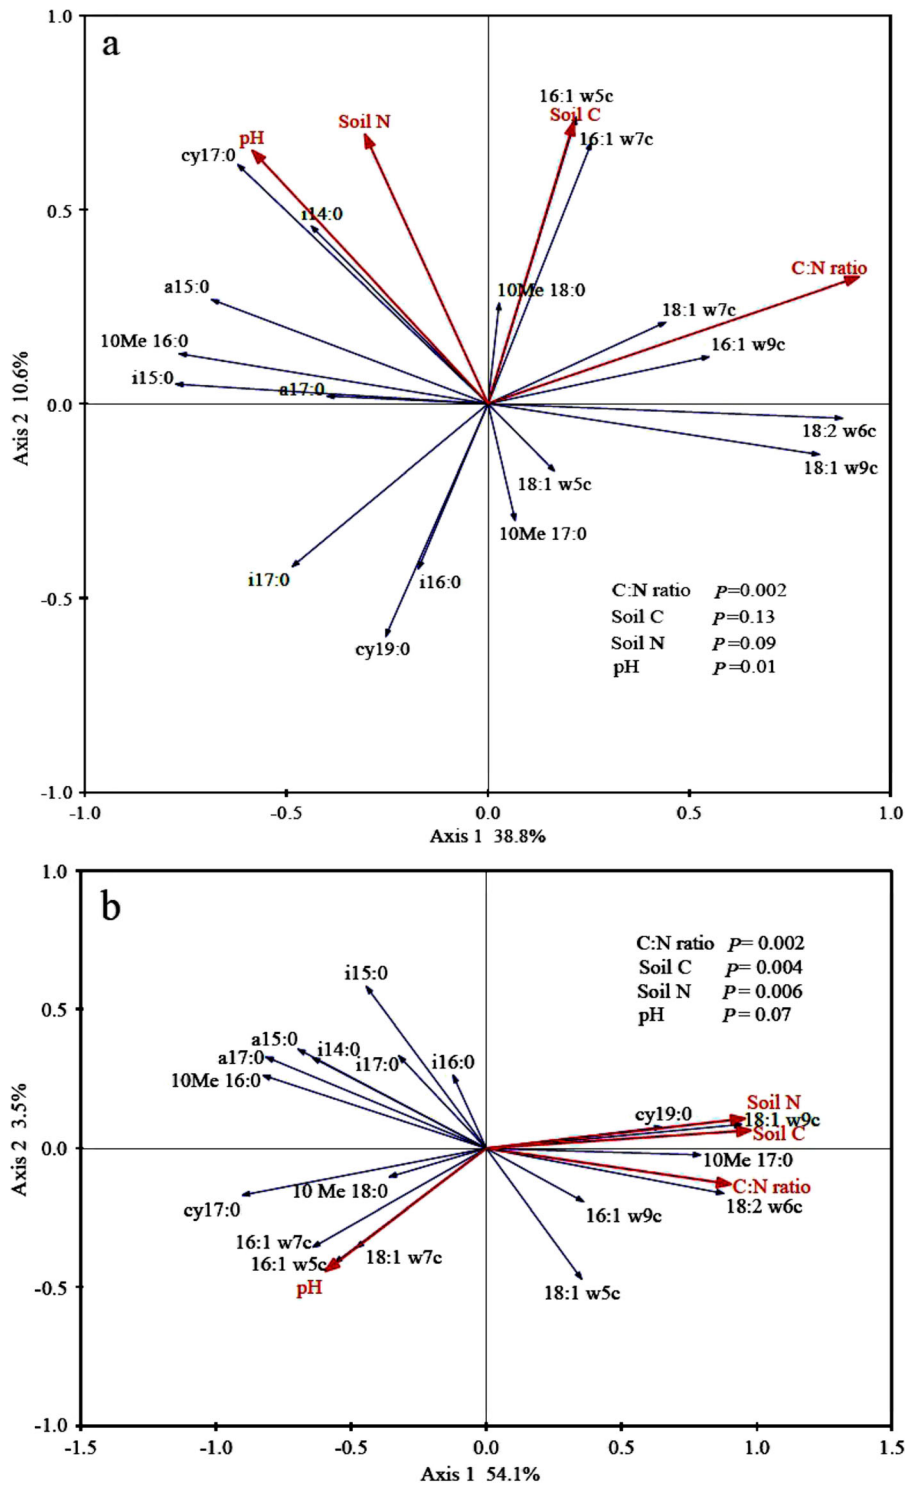 a
1.0
16:1 w5c
Soil C
Soil N
pH
16:1 w7c
cy17:0
i14:0
0.5
C:N ratio
a15:0
10Me 18:0
18:1 w7c
10Me 16:0
16:1 w9c
i15:0
a17:0
0.0
18:2 w6c
18:1 w9c
18:1 w5c
10Me 17:0
i17:0
i16:0
cy19:0
C:N ratio P=0.002
Soil C P=0.13
Soil N P=0.09
pH P=0.01
-0.5
-1.0
Axis 2 10.6%
-1.0 -0.5 0.0 0.5 1.0
Axis 1 38.8%
b
1.0
C:N ratio P= 0.002
Soil C P= 0.004
Soil N P= 0.006
pH P= 0.07
i15:0
0.5
a15:0
i14:0
a17:0
i17:0
i16:0
10Me 16:0
Soil N
cy19:0
18:1 w9c
Soil C
0.0
10Me 17:0
C:N ratio
10 Me 18:0
18:2 w6c
cy17:0
16:1 w9c
16:1 w7c
18:1 w7c
16:1 w5c
pH
18:1 w5c
-0.5
-1.0
Axis 2 3.5%
-1.5 -1.0 -0.5 0.0 0.5 1.0 1.5
Axis 1 54.1%